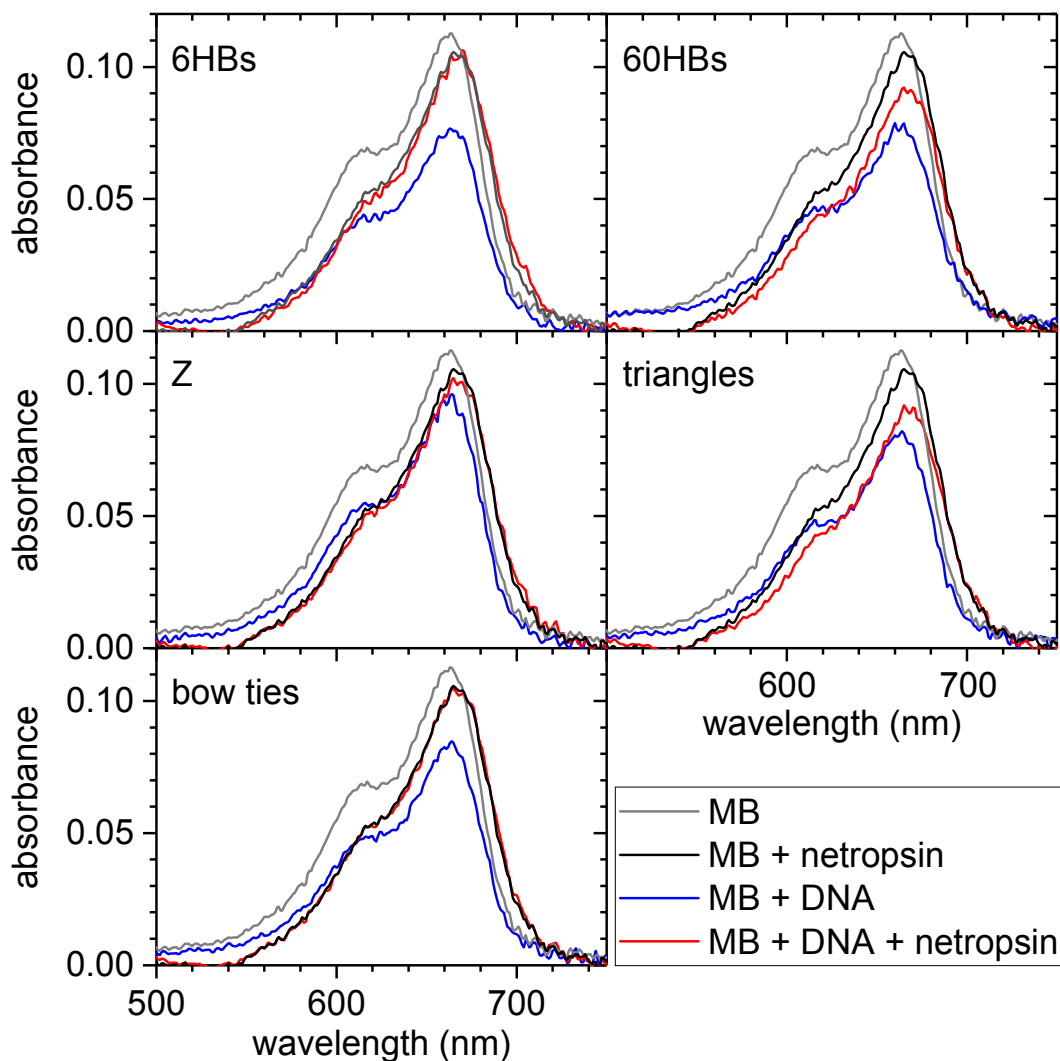 6HBs
60HBs
0.10
absorbance
0.05
0.00
Z
triangles
0.10
absorbance
0.05
0.00
600
700
wavelength (nm)
bow ties
0.10
absorbance
0.05
0.00
500
600
700
wavelength (nm)
MB
MB + netropsin
MB + DNA
MB + DNA + netropsin